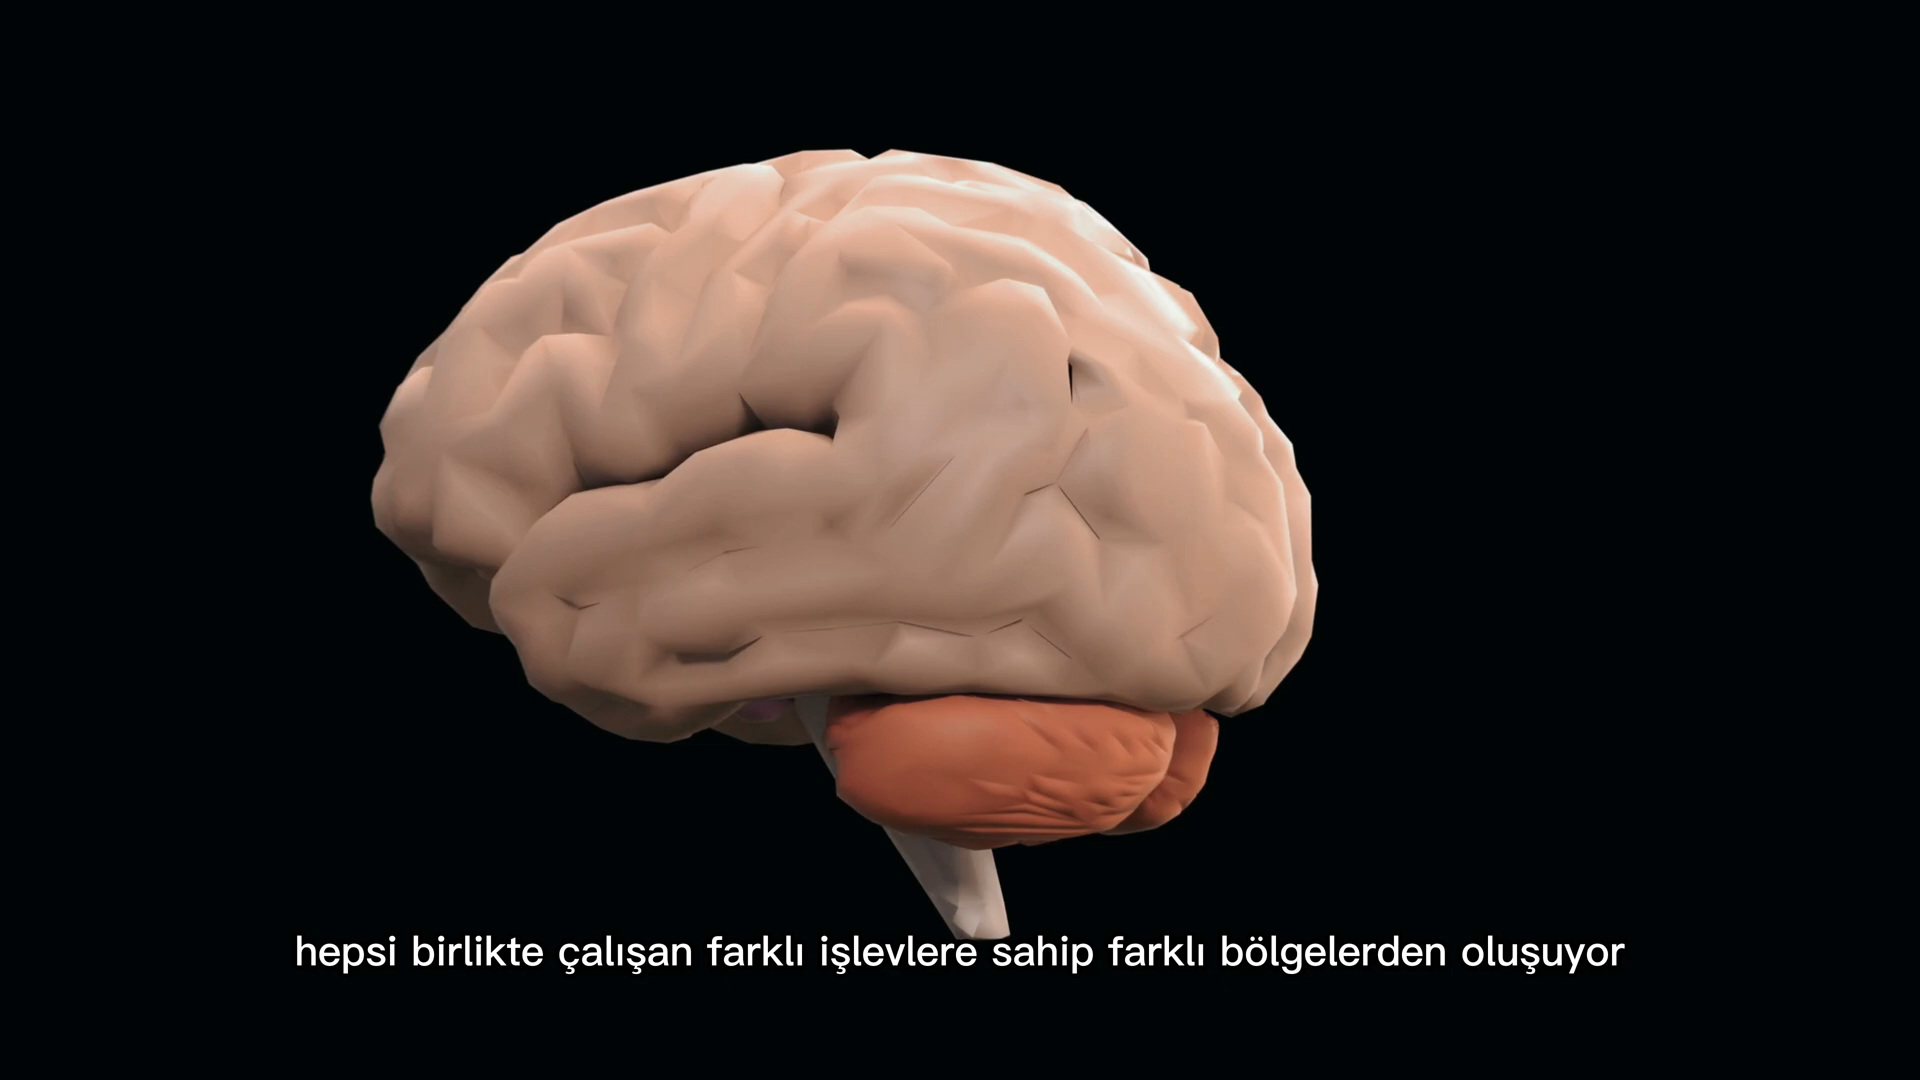 hepsi birlikte çalışan farklı işlevlere sahip farklı bölgelerden oluşuyor